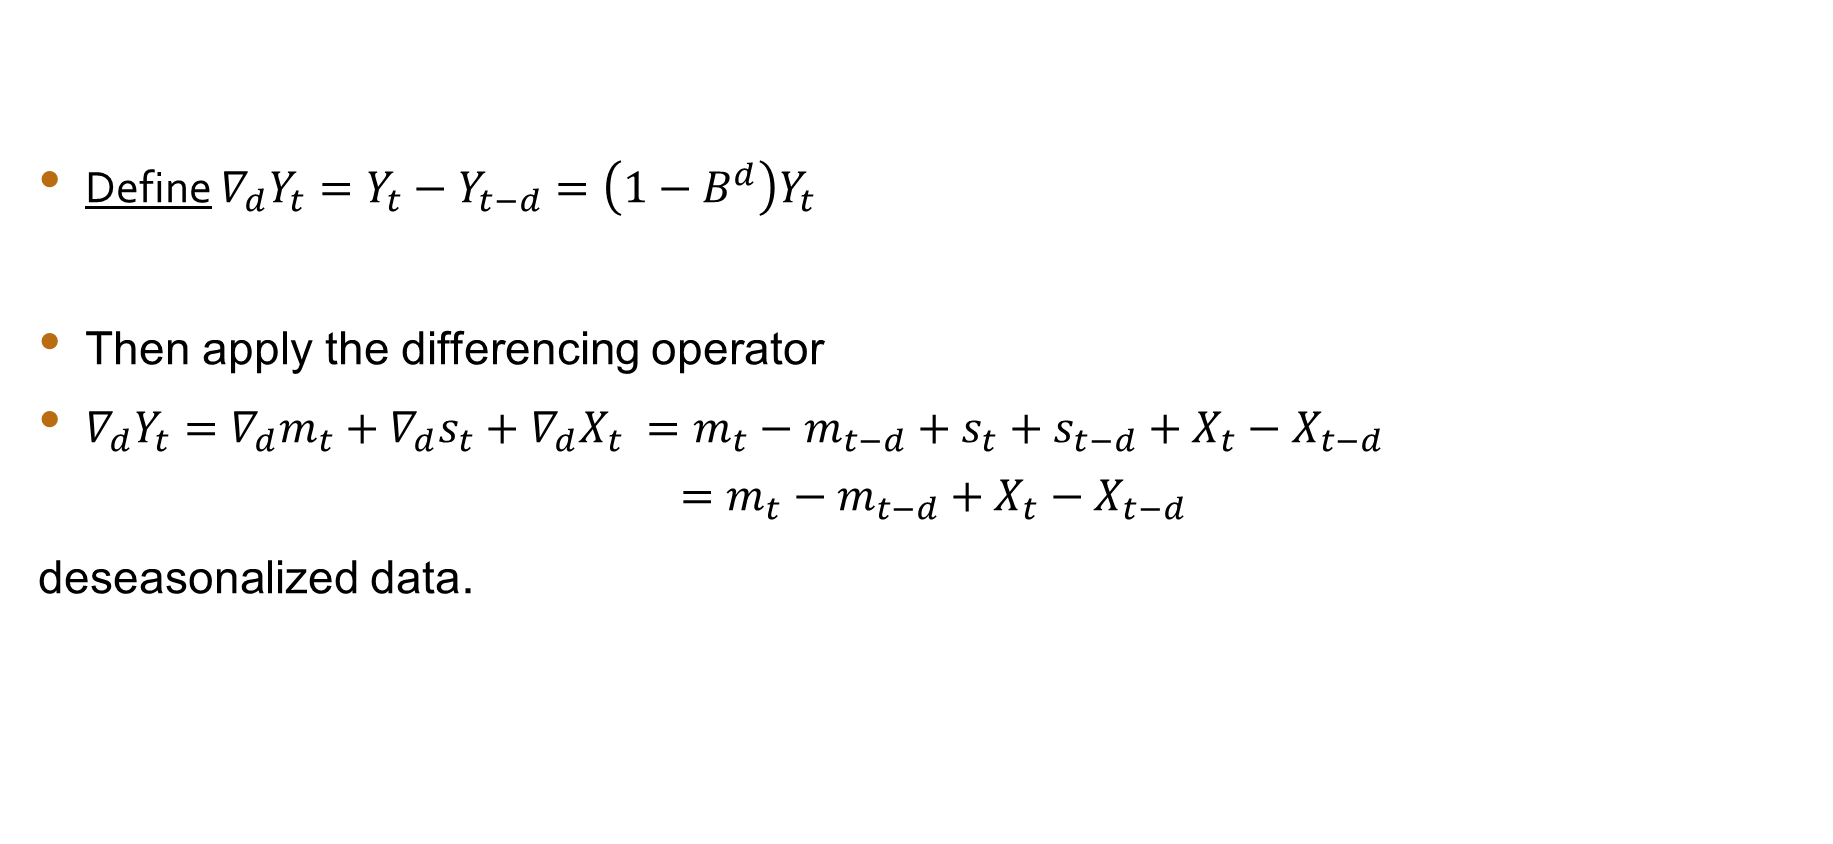 • Define ∇_d Y_t = Y_t − Y_{t−d} = (1 − B^d)Y_t
• Then apply the differencing operator
• ∇_d Y_t = ∇_d m_t + ∇_d s_t + ∇_d X_t = m_t − m_{t−d} + s_t + s_{t−d} + X_t − X_{t−d}
= m_t − m_{t−d} + X_t − X_{t−d}
deseasonalized data.